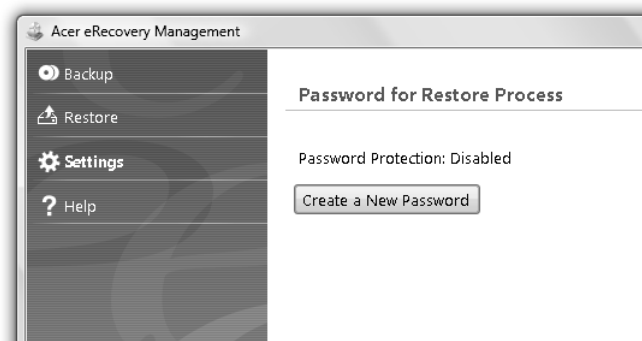 Acer eRecovery Management
Backup
Restore
Settings
? Help
Password for Restore Process
Password Protection: Disabled
Create a New Password